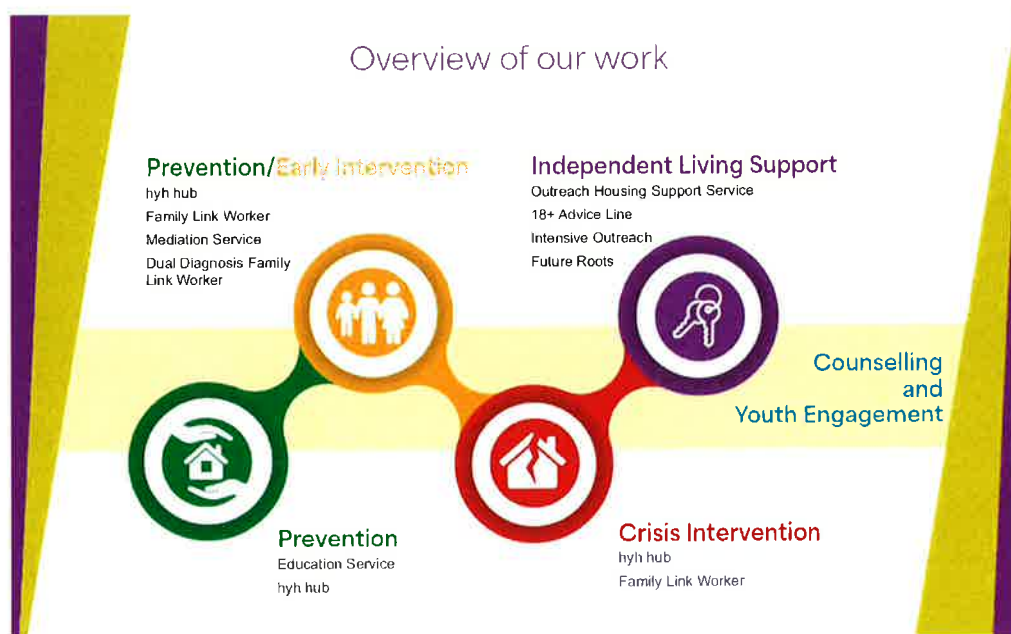 Overview of our work
Prevention/Early Intervention
hyh hub
Family Link Worker
Mediation Service
Dual Diagnosis Family
Link Worker
Independent Living Support
Outreach Housing Support Service
18+ Advice Line
Intensive Outreach
Future Roots
Counselling
and
Youth Engagement
Prevention
Education Service
hyh hub
Crisis Intervention
hyh hub
Family Link Worker